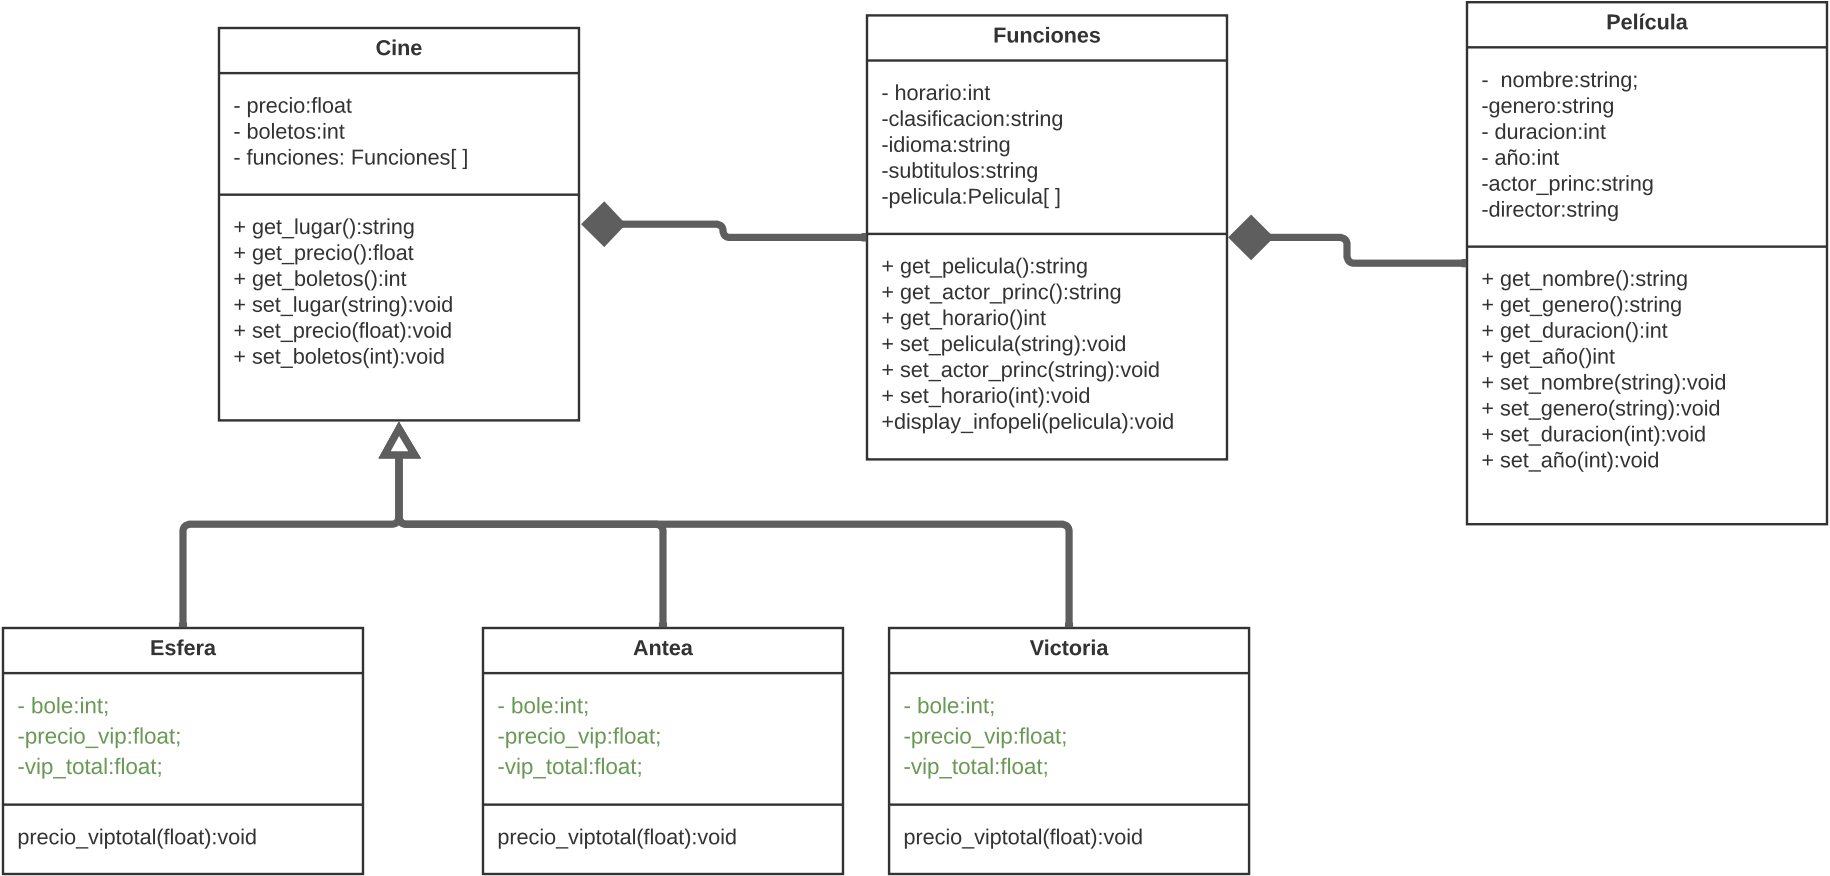 Cine
- precio:float
- boletos:int
- funciones: Funciones[ ]
+ get_lugar():string
+ get_precio():float
+ get_boletos():int
+ set_lugar(string):void
+ set_precio(float):void
+ set_boletos(int):void
Funciones
- horario:int
-clasificacion:string
-idioma:string
-subtitulos:string
-pelicula:Pelicula[ ]
+ get_pelicula():string
+ get_actor_princ():string
+ get_horario()int
+ set_pelicula(string):void
+ set_actor_princ(string):void
+ set_horario(int):void
+display_infopeli(pelicula):void
Película
-  nombre:string;
-genero:string
- duracion:int
- año:int
-actor_princ:string
-director:string
+ get_nombre():string
+ get_genero():string
+ get_duracion():int
+ get_año()int
+ set_nombre(string):void
+ set_genero(string):void
+ set_duracion(int):void
+ set_año(int):void
Esfera
- bole:int;
-precio_vip:float;
-vip_total:float;
precio_viptotal(float):void
Antea
- bole:int;
-precio_vip:float;
-vip_total:float;
precio_viptotal(float):void
Victoria
- bole:int;
-precio_vip:float;
-vip_total:float;
precio_viptotal(float):void